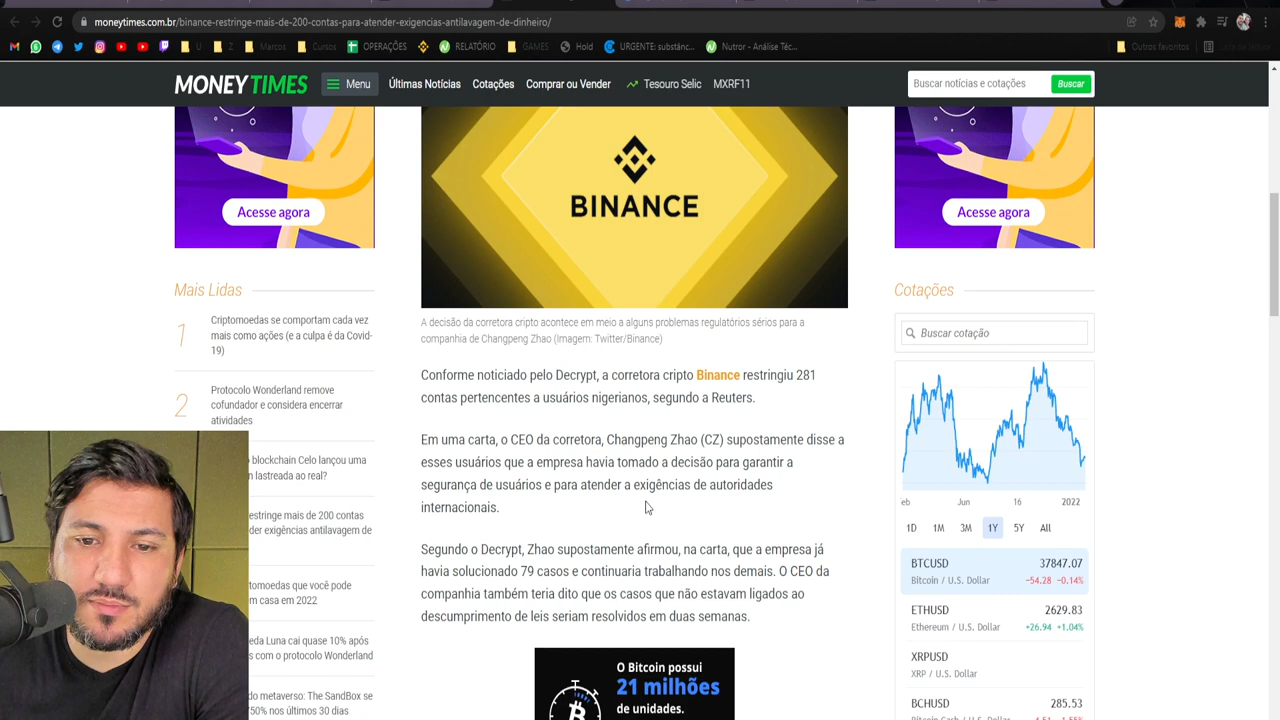 moneytimes.com.br/binance-restringe-mais-de-200-contas-para-atender-exigencias-antilavagem-de-dinheiro/
U
Z
Marcos
Cursos
OPERAÇÕES
RELATÓRIO
GAMES
Hold
URGENTE: substânc...
Nutror - Análise Téc...
Outros favoritos
MONEY TIMES
Menu
Últimas Notícias
Cotações
Comprar ou Vender
Tesouro Selic
MXRF11
Buscar notícias e cotações
Buscar
Acesse agora
BINANCE
Acesse agora
Mais Lidas
1
Criptomoedas se comportam cada vez
mais como ações (e a culpa é da Covid-
19)
2
Protocolo Wonderland remove
cofundador e considera encerrar
atividades
blockchain Celo lançou uma
lastreada ao real?
estringe mais de 200 contas
der exigências antilavagem de
tomoedas que você pode
m casa em 2022
eda Luna cai quase 10% após
s com o protocolo Wonderland
do metaverso: The SandBox se
50% nos últimos 30 dias
A decisão da corretora cripto acontece em meio a alguns problemas regulatórios sérios para a
companhia de Changpeng Zhao (Imagem: Twitter/Binance)
Conforme noticiado pelo Decrypt, a corretora cripto Binance restringiu 281
contas pertencentes a usuários nigerianos, segundo a Reuters.
Em uma carta, o CEO da corretora, Changpeng Zhao (CZ) supostamente disse a
esses usuários que a empresa havia tomado a decisão para garantir a
segurança de usuários e para atender a exigências de autoridades
internacionais.
Segundo o Decrypt, Zhao supostamente afirmou, na carta, que a empresa já
havia solucionado 79 casos e continuaria trabalhando nos demais. O CEO da
companhia também teria dito que os casos que não estavam ligados ao
descumprimento de leis seriam resolvidos em duas semanas.
O Bitcoin possui
21 milhões
de unidades.
Cotações
Buscar cotação
eb
Jun
16
2022
1D
1M
3M
1Y
5Y
All
BTCUSD
37847.07
Bitcoin / U.S. Dollar
−54.28 −0.14%
ETHUSD
2629.83
Ethereum / U.S. Dollar
+26.94 +1.04%
XRPUSD
XRP / U.S. Dollar
BCHUSD
285.53